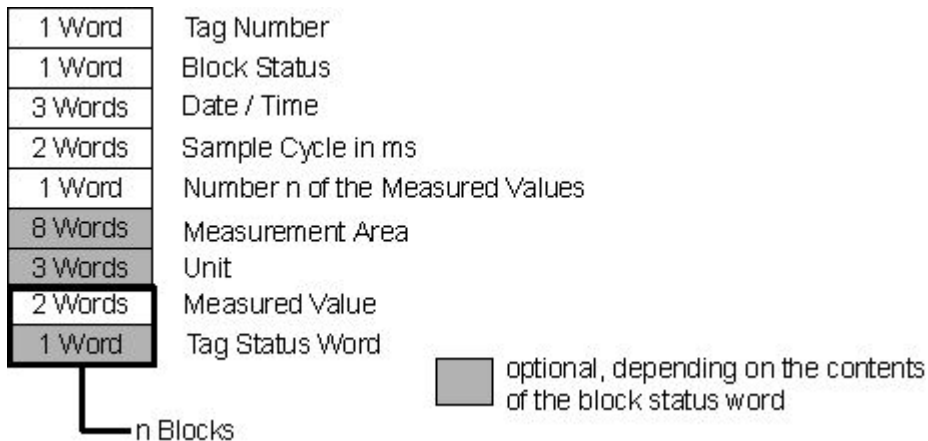 1 Word Tag Number
1 Word Block Status
3 Words Date / Time
2 Words Sample Cycle in ms
1 Word Number n of the Measured Values
8 Words Measurement Area
3 Words Unit
2 Words Measured Value
1 Word Tag Status Word
optional, depending on the contents
of the block status word
n Blocks